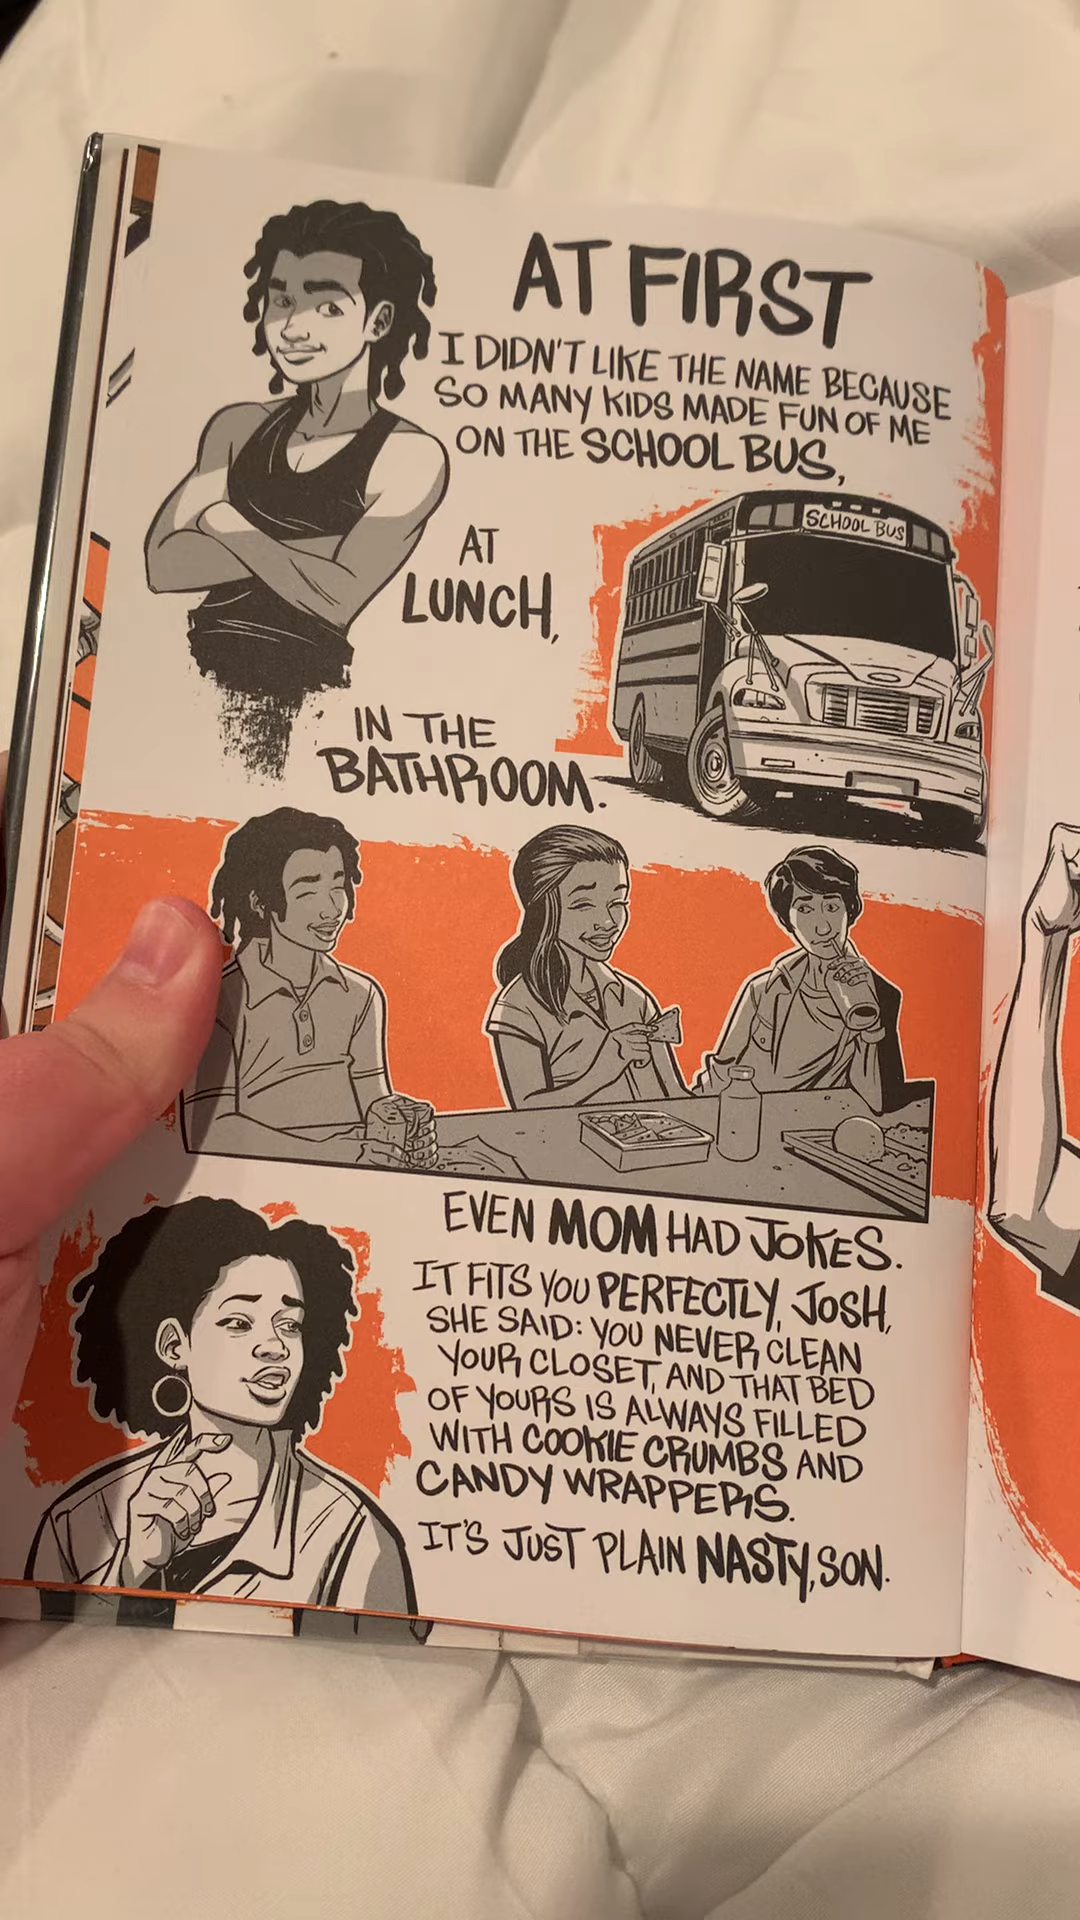 AT FIRST
I DIDN'T LIKE THE NAME BECAUSE
SO MANY KIDS MADE FUN OF ME
ON THE SCHOOL BUS,
SCHOOL BUS
AT
LUNCH,
IN THE
BATHROOM.
EVEN MOM HAD JOKES.
IT FITS YOU PERFECTLY, JOSH,
SHE SAID: YOU NEVER CLEAN
YOUR CLOSET, AND THAT BED
OF YOURS IS ALWAYS FILLED
WITH COOKIE CRUMBS AND
CANDY WRAPPERS.
IT'S JUST PLAIN NASTY, SON.